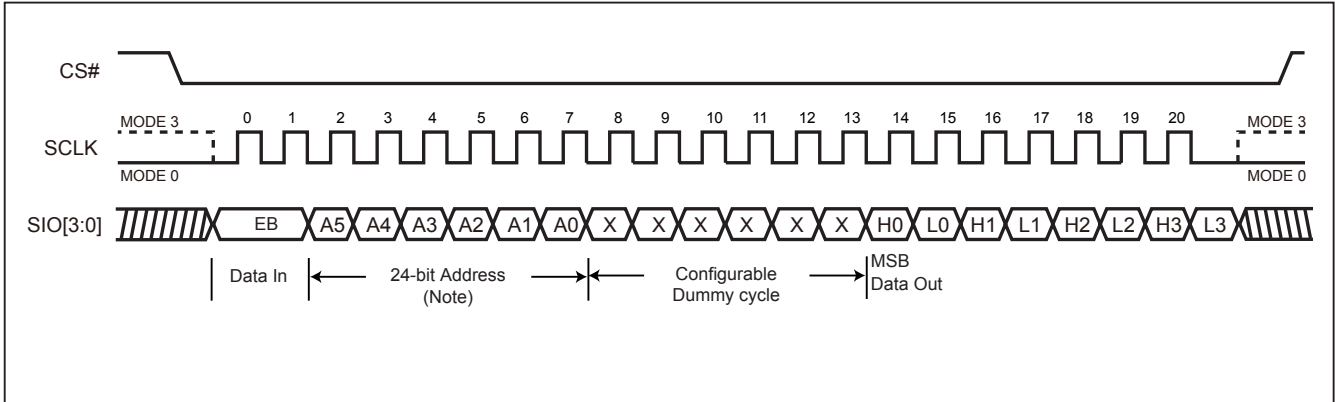 CS#
MODE 3
0 1 2 3 4 5 6 7 8 9 10 11 12 13 14 15 16 17 18 19 20
MODE 3
SCLK
MODE 0
MODE 0
SIO[3:0] EB A5 A4 A3 A2 A1 A0 X X X X X X H0 L0 H1 L1 H2 L2 H3 L3
Data In
24-bit Address
(Note)
Configurable
Dummy cycle
MSB
Data Out